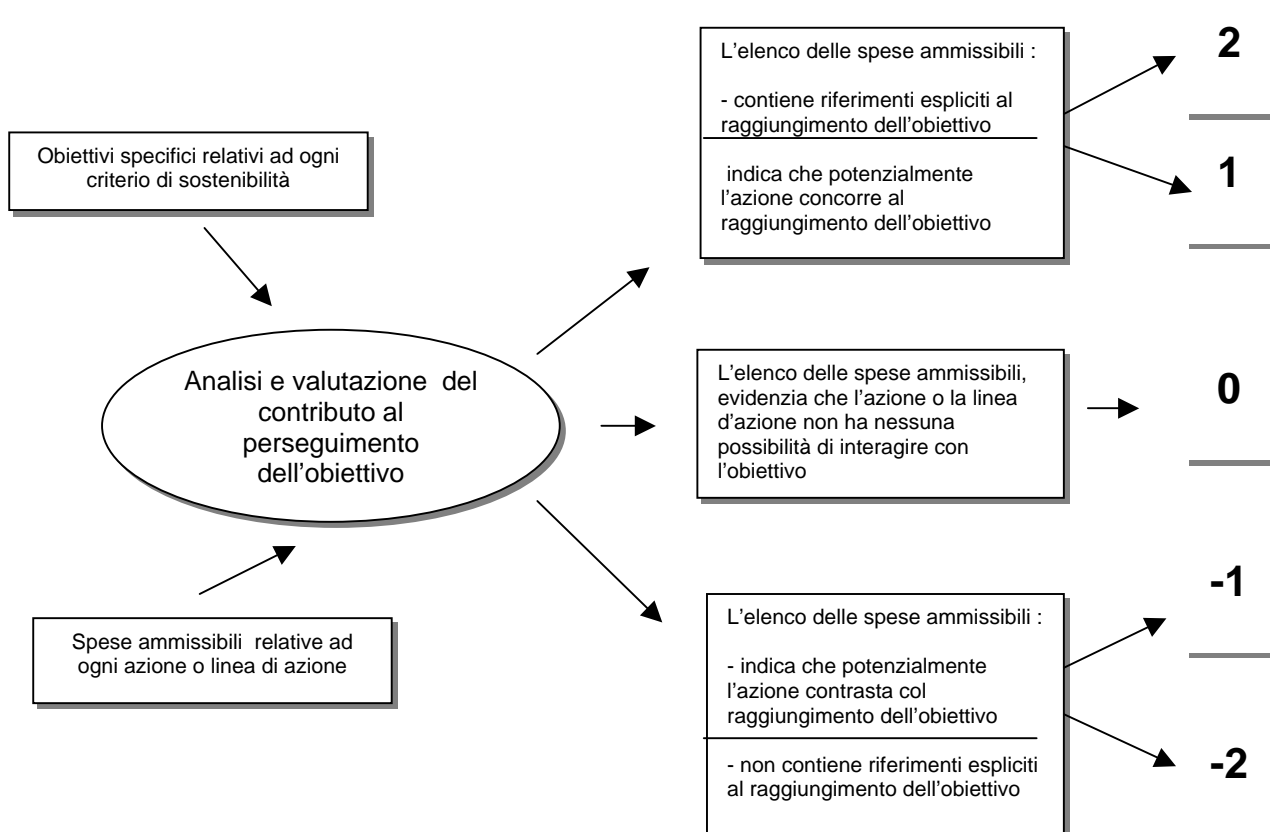 Obiettivi specifici relativi ad ogni
criterio di sostenibilità
Analisi e valutazione del
contributo al
perseguimento
dell’obiettivo
Spese ammissibili relative ad
ogni azione o linea di azione
L’elenco delle spese ammissibili :
- contiene riferimenti espliciti al
raggiungimento dell’obiettivo
indica che potenzialmente
l’azione concorre al
raggiungimento dell’obiettivo
2
1
L’elenco delle spese ammissibili,
evidenzia che l’azione o la linea
d’azione non ha nessuna
possibilità di interagire con
l’obiettivo
0
L’elenco delle spese ammissibili :
- indica che potenzialmente
l’azione contrasta col
raggiungimento dell’obiettivo
- non contiene riferimenti espliciti
al raggiungimento dell’obiettivo
-1
-2